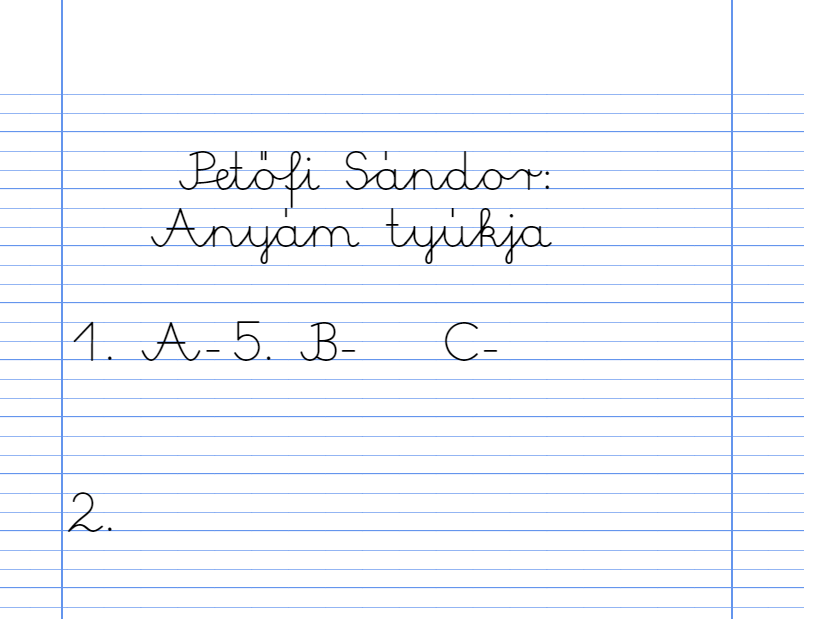 Petőfi Sándor:
Anyám tyúkja
1. A-5. B- C-
2.